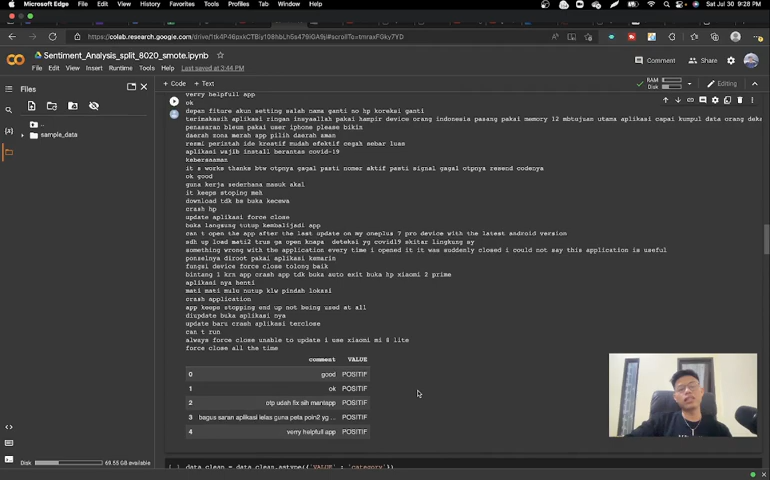 Microsoft Edge File Edit View History Favorites Tools Profiles Tab Window Help
Sat Jul 30 9:28 PM
Sentiment_Analysis_split_8020_smote.ipynb
Comment Share
File Edit View Insert Runtime Tools Help Last saved at 3:44 PM
Files
+ Code + Text
RAM
Disk
Editing
..
sample_data
verry helpfull app
ok
depan fiture akun setting salah nama ganti no hp koreksi ganti
terimakasih aplikasi ringan insyaallah pakai hampir device orang indonesia pasang pakai memory 12 mbtujuan utama aplikasi capai kumpul data orang deka
penasaran bleum pakai user iphone please bikin
daerah zona merah app pilih daerah aman
resmi perintah ide kreatif mudah efektif cegah sebar luas
aplikasi wajib install berantas covid-19
kebersamaan
it s works thanks btw otpnya gagal pasti nomer aktif pasti signal gagal otpnya resend codenya
ok good
guna kerja sederhana masuk akal
it keeps stoping meh
download tdk bs buka kecewa
crash hp
update aplikasi force close
buka langsung tutup kembalijadi app
can t open the app after the last update on my oneplus 7 pro device with the latest android version
sdh up load mati2 trus ga open knapa deteksi yg covid19 skitar lingkung sy
something wrong with the application every time i opened it it was suddenly closed i could not say this application is useful
ponselnya diroot pakai aplikasi kemarin
fungsi device force close tolong baik
bintang 1 krn app crash app tdk buka auto exit buka hp xiaomi 2 prime
aplikasi nya henti
mati mati mulu nutup klw pindah lokasi
crash application
app keeps stopping end up not being used at all
diupdate buka aplikasi nya
update baru crash aplikasi terclose
can t run
always force close unable to update i use xiaomi mi 8 lite
force close all the time
comment VALUE
0 good POSITIF
1 ok POSITIF
2 otp udah fix sih mantapp POSITIF
3 bagus saran aplikasi jelas guna peta poin2 yg ... POSITIF
4 verry helpfull app POSITIF
Disk 69.55 GB available
[ ] data_clean = data_clean.astype({'VALUE' : 'category'})